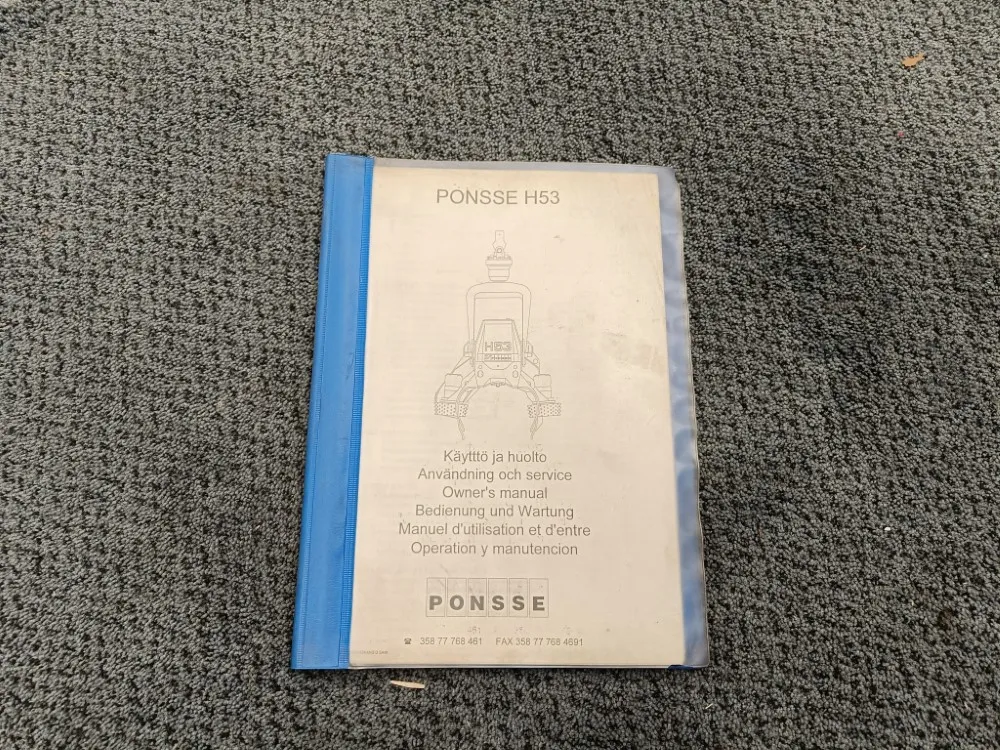 PONSSE H53
H53
Käytttö ja huolto
Användning och service
Owner's manual
Bedienung und Wartung
Manuel d'utilisation et d'entre
Operation y manutencion
PONSSE
☎ 358 77 768 461 FAX 358 77 768 4691